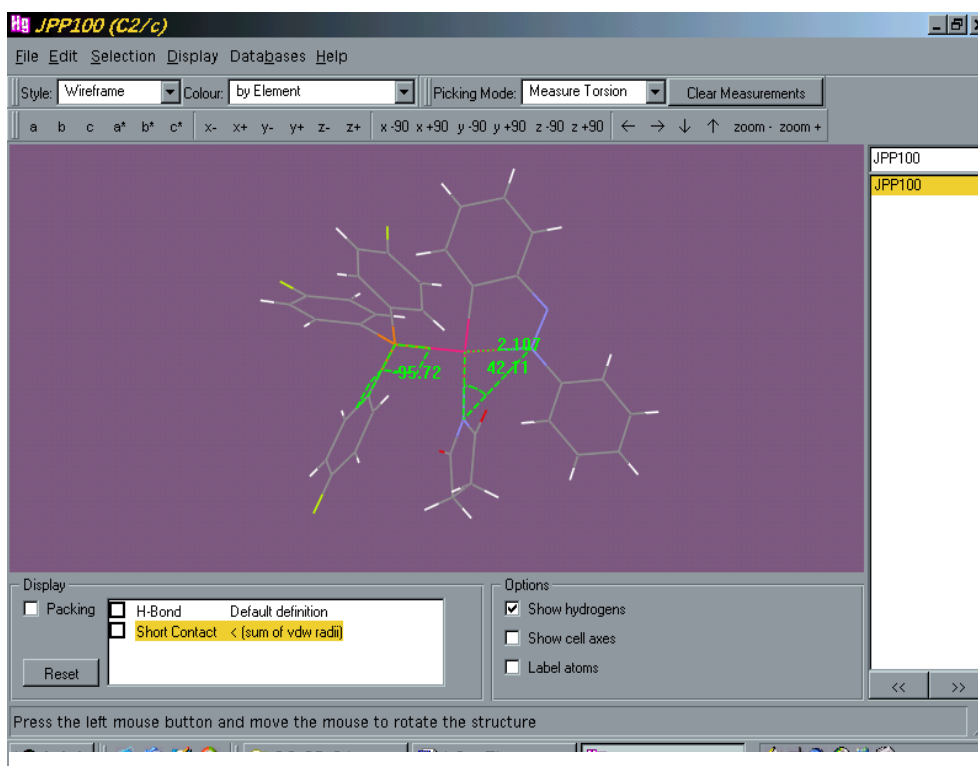 Hg JPP100 (C2/c)
File Edit Selection Display Databases Help
Style: Wireframe Colour: by Element Picking Mode: Measure Torsion Clear Measurements
a b c a* b* c* x- x+ y- y+ z- z+ x -90 x +90 y -90 y +90 z -90 z +90 ← → ↓ ↑ zoom - zoom +
JPP100
JPP100
2.107
-95.72 42.11
Display
Packing H-Bond Default definition
Short Contact < (sum of vdw radii)
Reset
Options
Show hydrogens
Show cell axes
Label atoms
<< >>
Press the left mouse button and move the mouse to rotate the structure